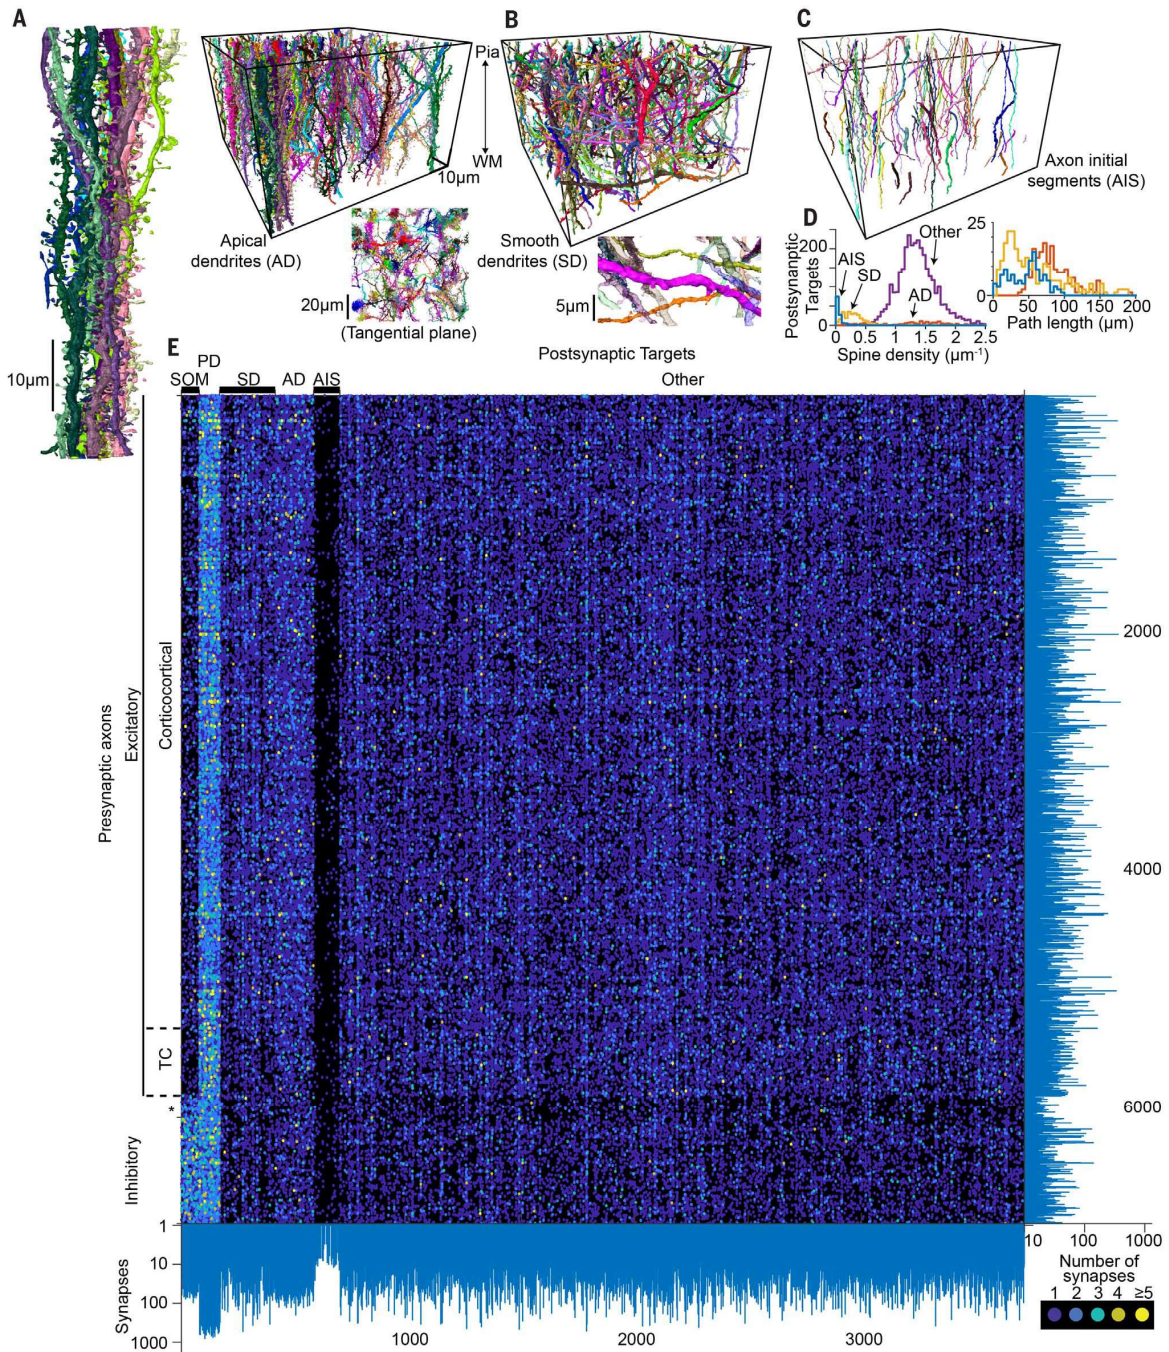 A
B
C
Pia
WM
10µm
Apical
dendrites (AD)
20µm
(Tangential plane)
Smooth
dendrites (SD)
5µm
Axon initial
segments (AIS)
10µm
D
Postsynaptic
Targets
200
100
0
AIS
SD
Other
AD
0 0.5 1 1.5 2 2.5
Spine density (µm-1)
25
0
0 50 100 150 200
Path length (µm)
E
Postsynaptic Targets
PD
SOM SD AD AIS Other
Presynaptic axons
Excitatory
Corticocortical
TC
*
Inhibitory
2000
4000
6000
1
10
100
1000
Synapses
1000 2000 3000
10 100 1000
Number of
synapses
1 2 3 4 ≥5